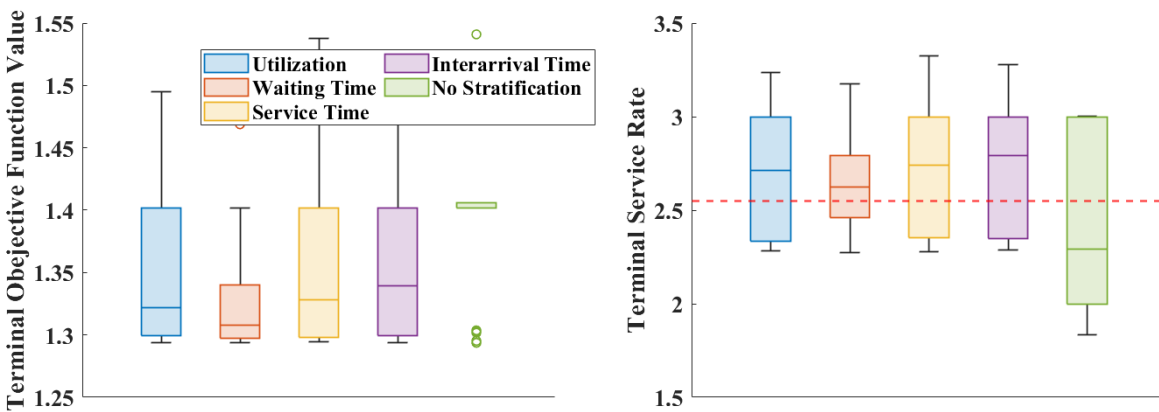 Terminal Obejective Function Value
1.55
1.5
1.45
1.4
1.35
1.3
1.25
Utilization
Waiting Time
Service Time
Interarrival Time
No Stratification
Terminal Service Rate
3.5
3
2.5
2
1.5